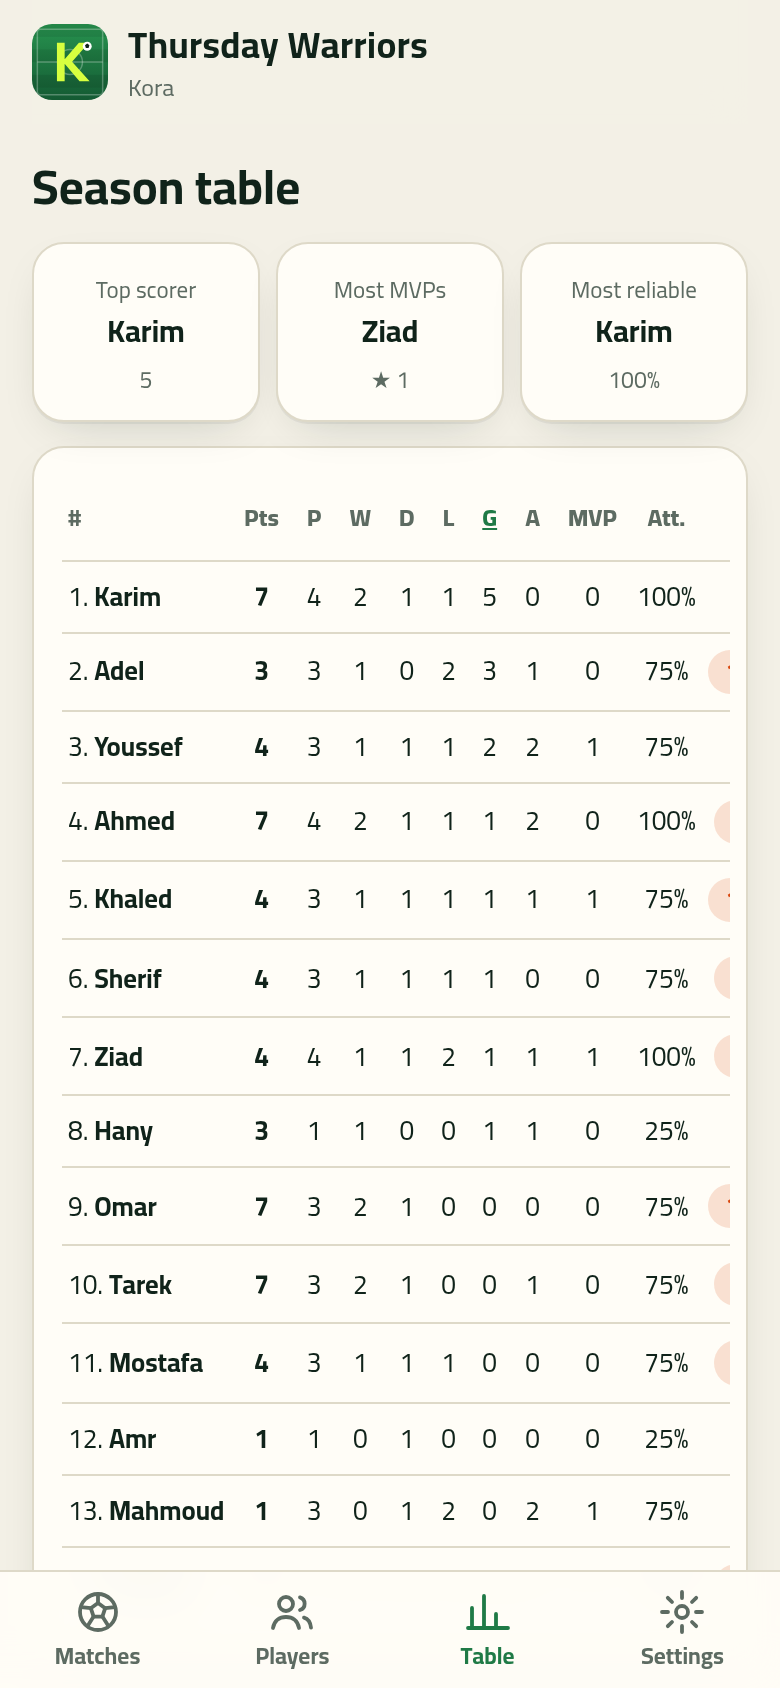 K
Thursday Warriors
Kora
Season table
Top scorer
Karim
5
Most MVPs
Ziad
★ 1
Most reliable
Karim
100%
# Pts P W D L G A MVP Att.
1. Karim 7 4 2 1 1 5 0 0 100%
2. Adel 3 3 1 0 2 3 1 0 75%
3. Youssef 4 3 1 1 1 2 2 1 75%
4. Ahmed 7 4 2 1 1 1 2 0 100%
5. Khaled 4 3 1 1 1 1 1 1 75%
6. Sherif 4 3 1 1 1 1 0 0 75%
7. Ziad 4 4 1 1 2 1 1 1 100%
8. Hany 3 1 1 0 0 1 1 0 25%
9. Omar 7 3 2 1 0 0 0 0 75%
10. Tarek 7 3 2 1 0 0 1 0 75%
11. Mostafa 4 3 1 1 1 0 0 0 75%
12. Amr 1 1 0 1 0 0 0 0 25%
13. Mahmoud 1 3 0 1 2 0 2 1 75%
Matches Players Table Settings